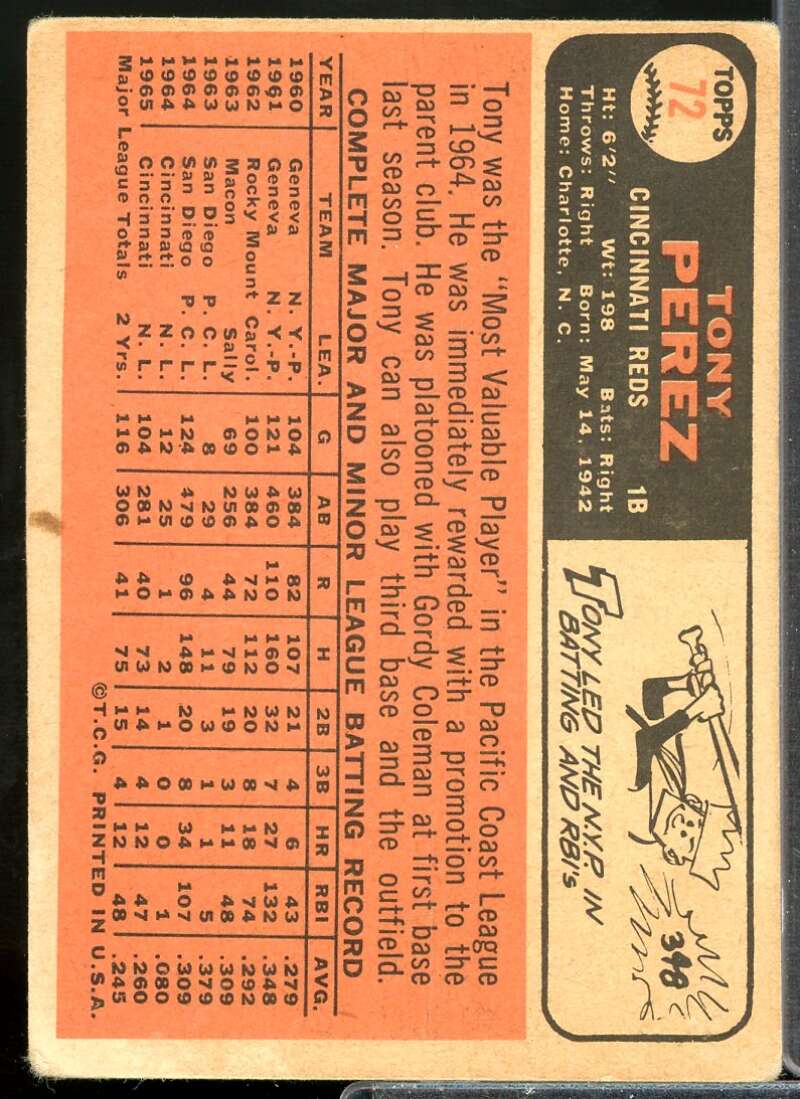 TOPPS
72
TONY
PEREZ
CINCINNATI REDS 1B
Ht: 6'2" Wt: 198 Bats: Right
Throws: Right Born: May 14, 1942
Home: Charlotte, N. C.
TONY LED THE N.Y.P. IN
BATTING AND RBI's
.348
Tony was the "Most Valuable Player" in the Pacific Coast League
in 1964. He was immediately rewarded with a promotion to the
parent club. He was platooned with Gordy Coleman at first base
last season. Tony can also play third base and the outfield.
COMPLETE MAJOR AND MINOR LEAGUE BATTING RECORD
YEAR TEAM LEA. G AB R H 2B 3B HR RBI AVG.
1960 Geneva N. Y.-P. 104 384 82 107 21 4 6 43 .279
1961 Geneva N. Y.-P. 121 460 110 160 32 7 27 132 .348
1962 Rocky Mount Carol. 100 384 72 112 20 8 18 74 .292
1963 Macon Sally 69 256 44 79 19 3 11 48 .309
1963 San Diego P. C. L. 8 29 4 11 3 1 1 5 .379
1964 San Diego P. C. L. 124 479 96 148 20 8 34 107 .309
1964 Cincinnati N. L. 12 25 1 2 1 0 0 1 .080
1965 Cincinnati N. L. 104 281 40 73 14 4 12 47 .260
Major League Totals 2 Yrs. 116 306 41 75 15 4 12 48 .245
©T.C.G. PRINTED IN U.S.A.